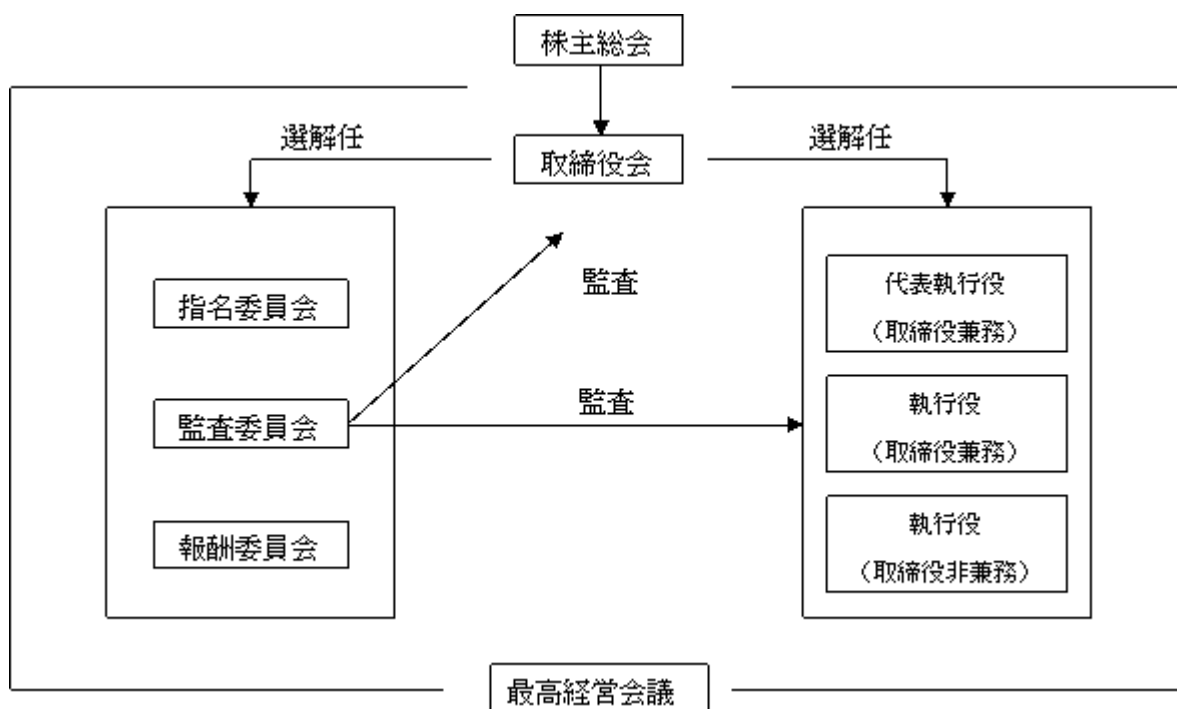 株主総会
選解任
取締役会
選解任
指名委員会
監査委員会
報酬委員会
監査
監査
代表執行役
（取締役兼務）
執行役
（取締役兼務）
執行役
（取締役非兼務）
最高経営会議